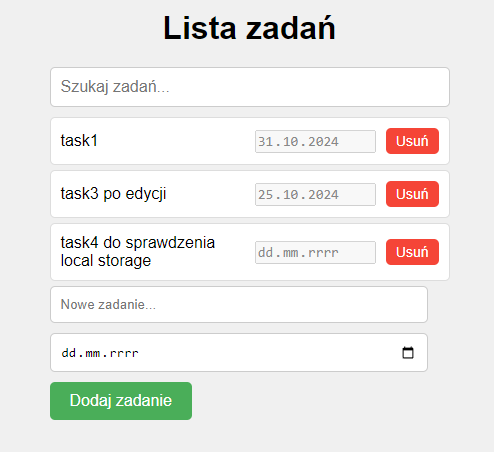 Lista zadań
Szukaj zadań...
task1 31.10.2024 Usuń
task3 po edycji 25.10.2024 Usuń
task4 do sprawdzenia
local storage dd.mm.rrrr Usuń
Nowe zadanie...
dd.mm.rrrr
Dodaj zadanie